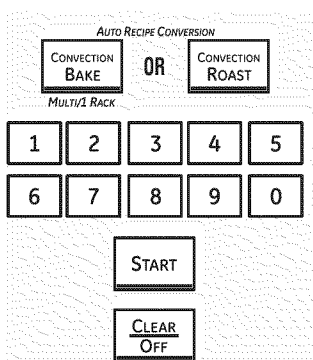 AUTO RECIPE CONVERSION
CONVECTION BAKE OR CONVECTION ROAST
MULTI/1 RACK
1 2 3 4 5
6 7 8 9 0
START
CLEAR
OFF